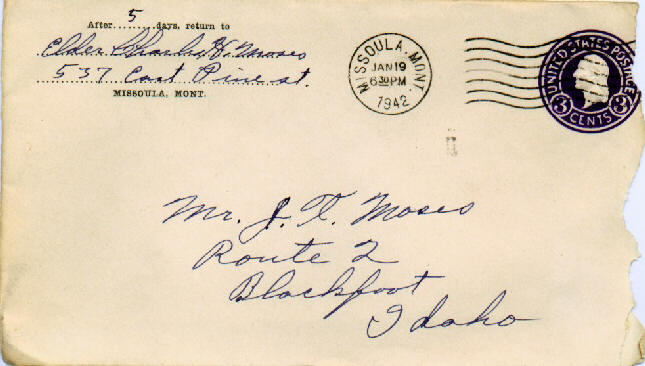 After 5 days, return to
Elder Charles H. Moses
537 East Pine st.
MISSOULA, MONT.
MISSOULA, MONT.
JAN 19
6 30 PM
1942
UNITED STATES POSTAGE
3 CENTS 3
Mr. J. T. Moses
Route 2
Blackfoot
Idaho